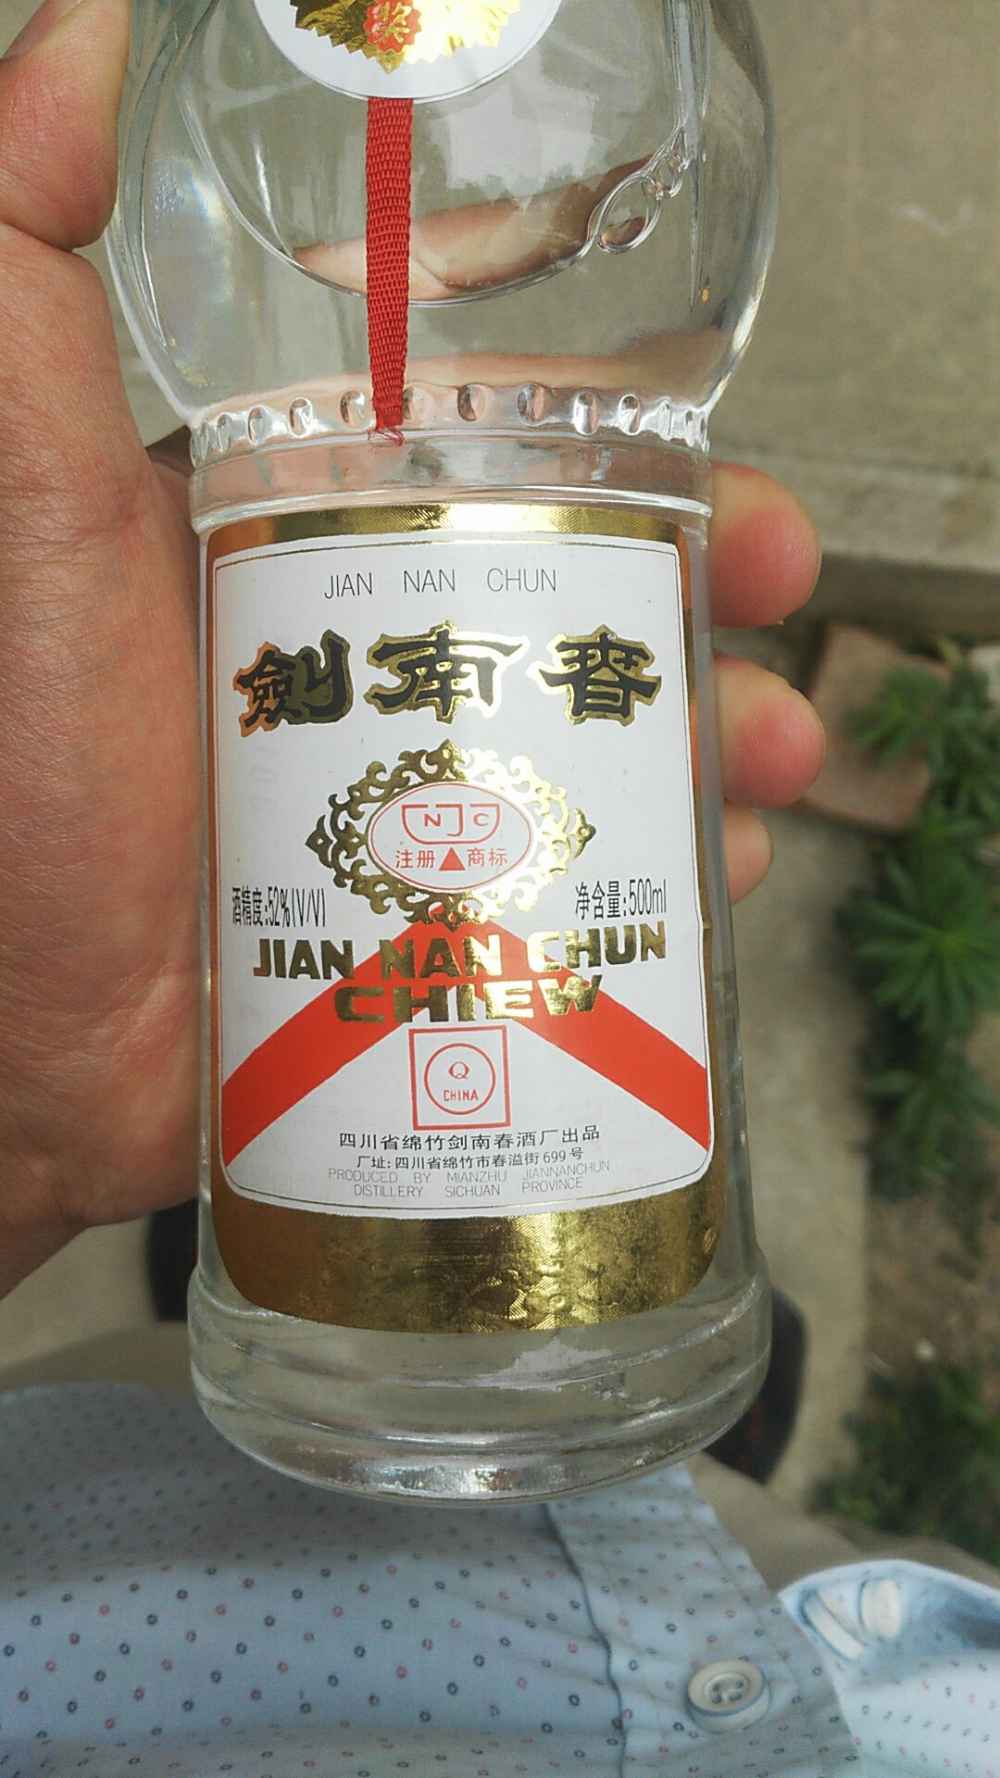 奖
JIAN NAN CHUN
劍南春
NJC
注册 商标
酒精度:52%(V/V)
净含量:500ml
JIAN NAN CHUN
CHIEW
Q
CHINA
四川省绵竹剑南春酒厂出品
厂址:四川省绵竹市春溢街699号
PRODUCED BY MIANZHU JIANNANCHUN
DISTILLERY SICHUAN PROVINCE